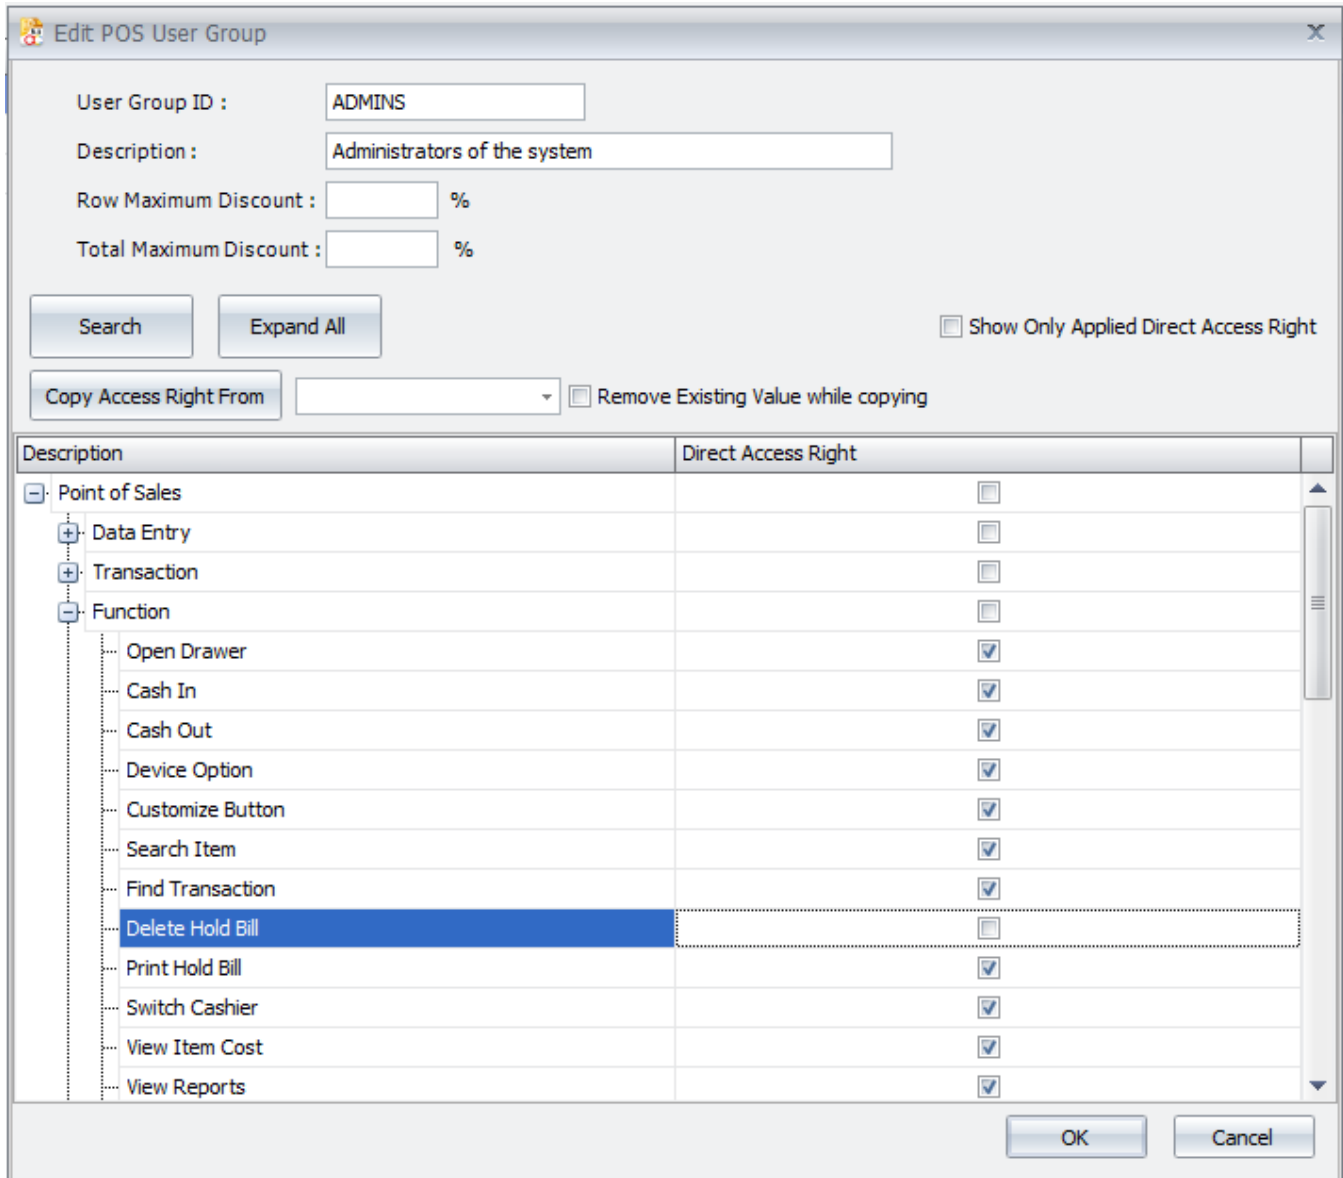 Edit POS User Group
User Group ID : ADMINS
Description : Administrators of the system
Row Maximum Discount : %
Total Maximum Discount : %
Search Expand All Show Only Applied Direct Access Right
Copy Access Right From Remove Existing Value while copying
Description Direct Access Right
Point of Sales
Data Entry
Transaction
Function
Open Drawer
Cash In
Cash Out
Device Option
Customize Button
Search Item
Find Transaction
Delete Hold Bill
Print Hold Bill
Switch Cashier
View Item Cost
View Reports
OK Cancel